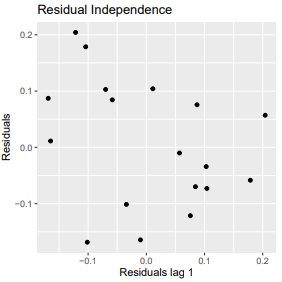 Residual Independence
0.2
0.1
0.0
−0.1
Residuals
−0.1 0.0 0.1 0.2
Residuals lag 1